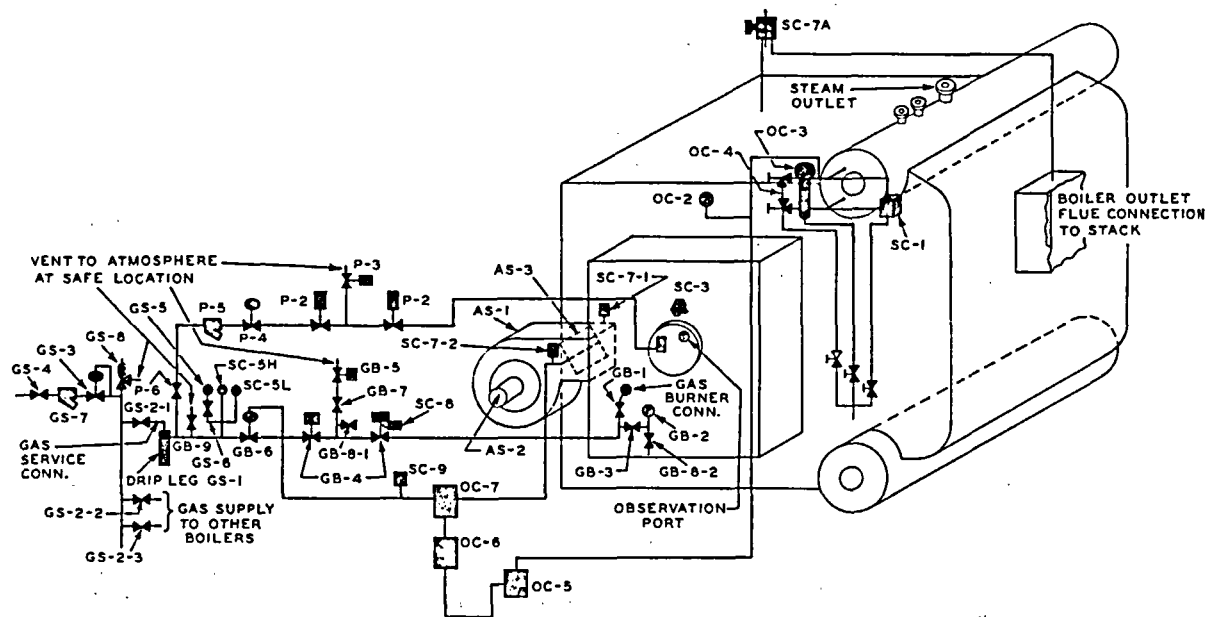 SC-7A
STEAM
OUTLET
OC-3
OC-4
OC-2
BOILER OUTLET
FLUE CONNECTION
TO STACK
SC-1
VENT TO ATMOSPHERE
AT SAFE LOCATION
P-3
AS-3
SC-7-1
SC-3
GS-5
P-5
P-2
P-2
AS-1
GS-8
P-4
SC-7-2
GS-3
SC-5H
GB-5
GS-4
SC-5L
GB-1
P-6
GB-7
GAS
BURNER
CONN.
GS-7
GS-2-1
SC-8
GB-2
GAS
SERVICE
CONN.
GB-9
GS-6
GB-6
GB-8-1
AS-2
GB-3
GB-8-2
DRIP LEG GS-1
GB-4
SC-9
OC-7
GS-2-2
GAS SUPPLY
TO OTHER
BOILERS
OBSERVATION
PORT
GS-2-3
OC-6
OC-5